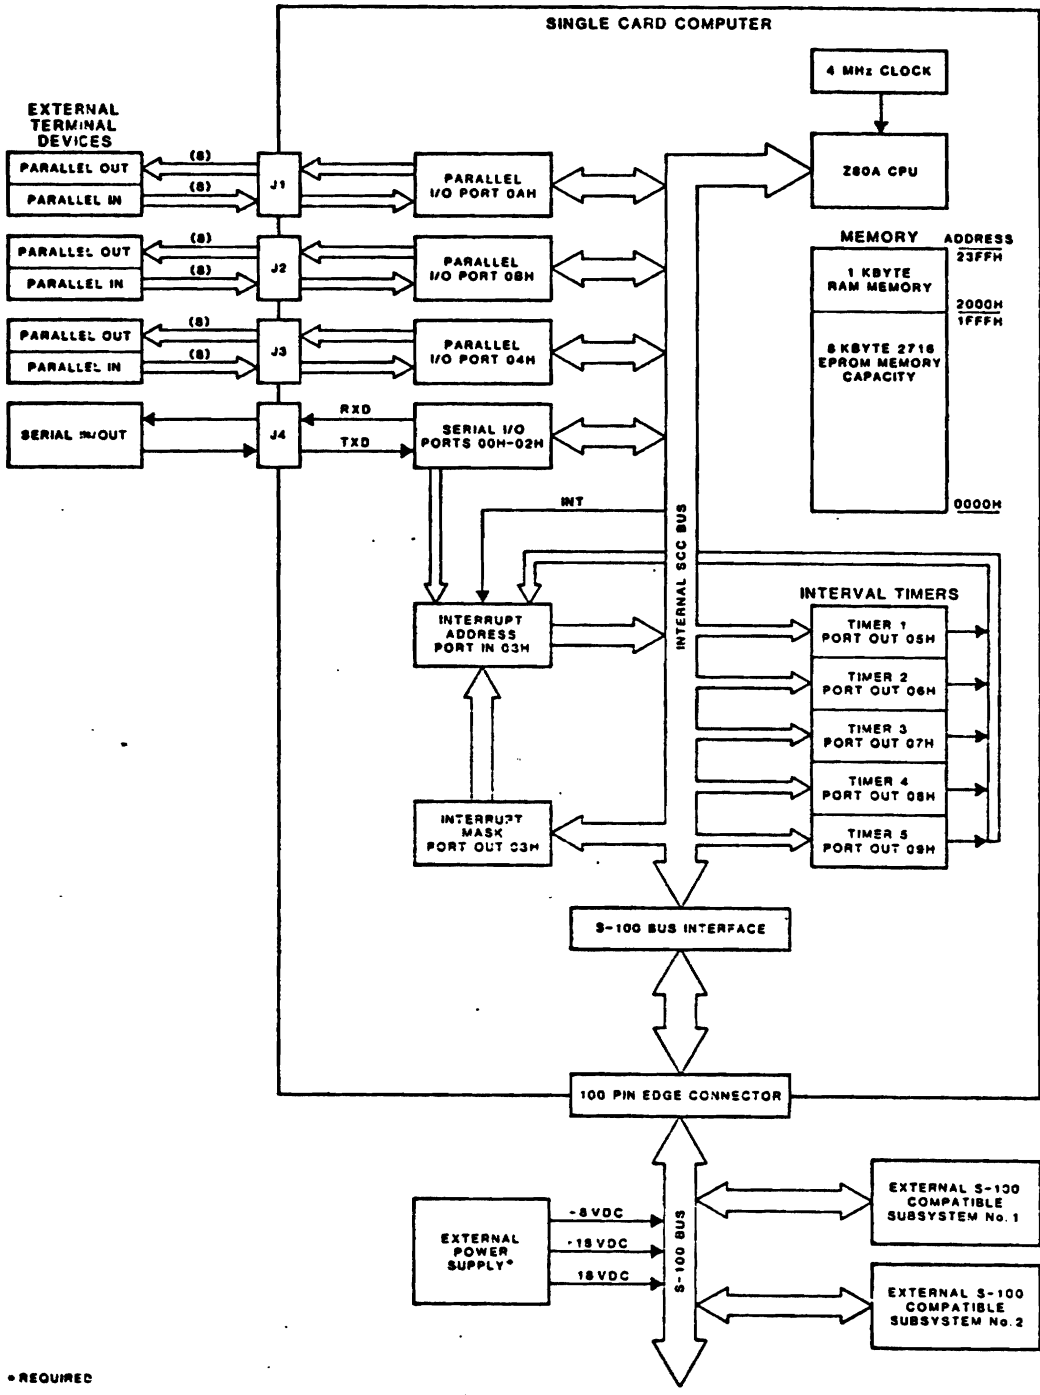 SINGLE CARD COMPUTER
4 MHz CLOCK
EXTERNAL
TERMINAL
DEVICES
PARALLEL OUT
(8)
PARALLEL IN
(8)
J1
PARALLEL
I/O PORT 0AH
Z80A CPU
PARALLEL OUT
(8)
PARALLEL IN
(8)
J2
PARALLEL
I/O PORT 0BH
MEMORY
ADDRESS
23FFH
1 KBYTE
RAM MEMORY
2000H
1FFFH
PARALLEL OUT
(8)
PARALLEL IN
(8)
J3
PARALLEL
I/O PORT 04H
8 KBYTE 2716
EPROM MEMORY
CAPACITY
SERIAL IN/OUT
J4
RXD
TXD
SERIAL I/O
PORTS 00H-02H
0000H
INT
INTERNAL SCC BUS
INTERRUPT
ADDRESS
PORT IN 03H
INTERVAL TIMERS
TIMER 1
PORT OUT 05H
TIMER 2
PORT OUT 06H
TIMER 3
PORT OUT 07H
TIMER 4
PORT OUT 08H
TIMER 5
PORT OUT 09H
INTERRUPT
MASK
PORT OUT 03H
S-100 BUS INTERFACE
100 PIN EDGE CONNECTOR
EXTERNAL
POWER
SUPPLY*
-8VDC
-18VDC
18VDC
S-100 BUS
EXTERNAL S-100
COMPATIBLE
SUBSYSTEM No.1
EXTERNAL S-100
COMPATIBLE
SUBSYSTEM No.2
*REQUIRED